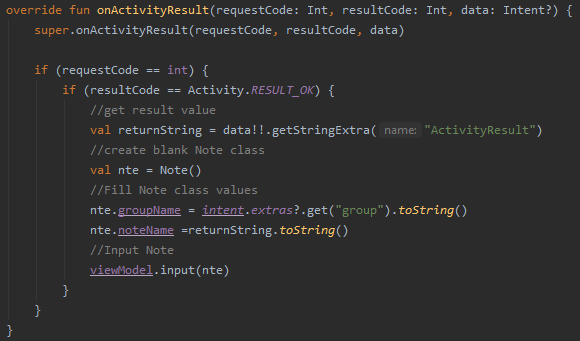 override fun onActivityResult(requestCode: Int, resultCode: Int, data: Intent?) {
super.onActivityResult(requestCode, resultCode, data)
if (requestCode == int) {
if (resultCode == Activity.RESULT_OK) {
//get result value
val returnString = data!!.getStringExtra( name: "ActivityResult")
//create blank Note class
val nte = Note()
//Fill Note class values
nte.groupName = intent.extras?.get("group").toString()
nte.noteName =returnString.toString()
//Input Note
viewModel.input(nte)
}
}
}